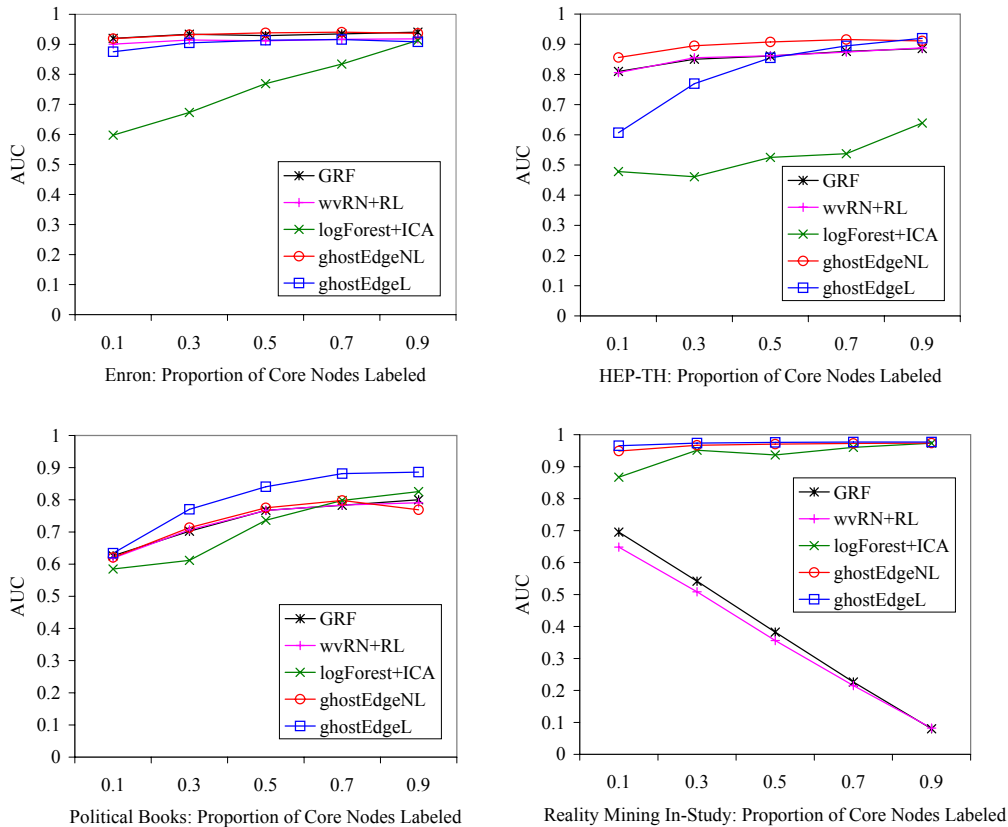 1
0.9
0.8
0.7
0.6
0.5
0.4
0.3
0.2
0.1
0
AUC
GRF
wvRN+RL
logForest+ICA
ghostEdgeNL
ghostEdgeL
0.1 0.3 0.5 0.7 0.9
Enron: Proportion of Core Nodes Labeled
1
0.9
0.8
0.7
0.6
0.5
0.4
0.3
0.2
0.1
0
AUC
GRF
wvRN+RL
logForest+ICA
ghostEdgeNL
ghostEdgeL
0.1 0.3 0.5 0.7 0.9
HEP-TH: Proportion of Core Nodes Labeled
1
0.9
0.8
0.7
0.6
0.5
0.4
0.3
0.2
0.1
0
AUC
GRF
wvRN+RL
logForest+ICA
ghostEdgeNL
ghostEdgeL
0.1 0.3 0.5 0.7 0.9
Political Books: Proportion of Core Nodes Labeled
1
0.9
0.8
0.7
0.6
0.5
0.4
0.3
0.2
0.1
0
AUC
GRF
wvRN+RL
logForest+ICA
ghostEdgeNL
ghostEdgeL
0.1 0.3 0.5 0.7 0.9
Reality Mining In-Study: Proportion of Core Nodes Labeled